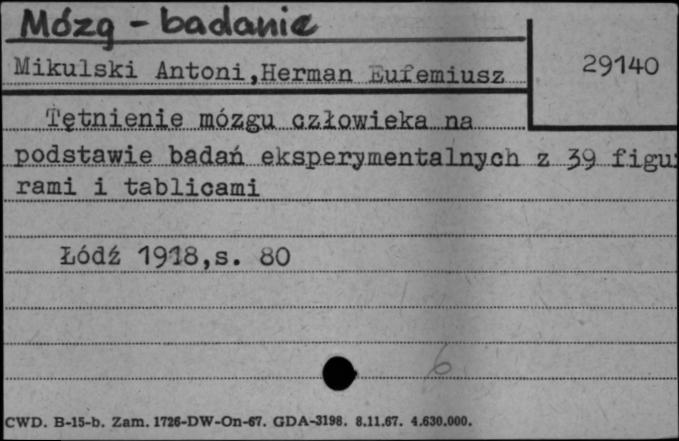 Mózg - badanie
Mikulski Antoni,Herman Eufemiusz
29140
Tętnienie mózgu człowieka na
podstawie badań eksperymentalnych z 39 figu
rami i tablicami
Łódź 1918,s. 80
6
CWD. B-15-b. Zam. 1726-DW-On-67. GDA-3198. 8.11.67. 4.630.000.